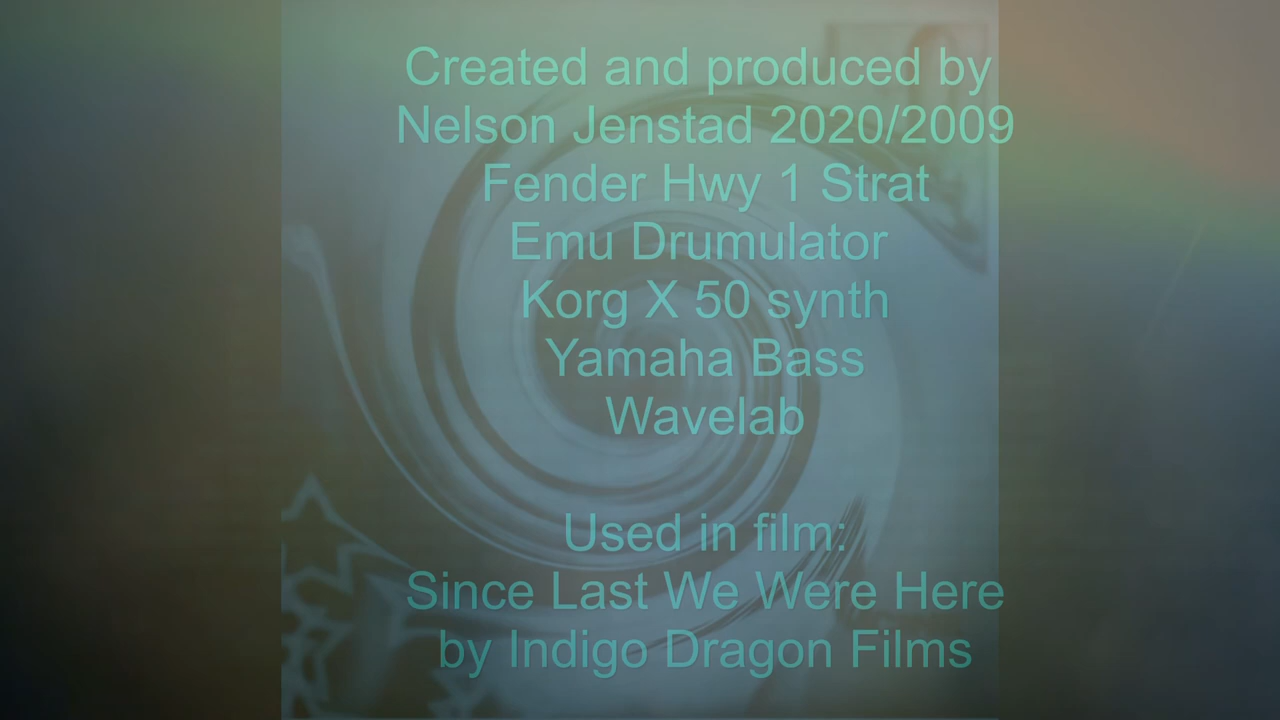 Created and produced by
Nelson Jenstad 2020/2009
Fender Hwy 1 Strat
Emu Drumulator
Korg X 50 synth
Yamaha Bass
Wavelab
Used in film:
Since Last We Were Here
by Indigo Dragon Films